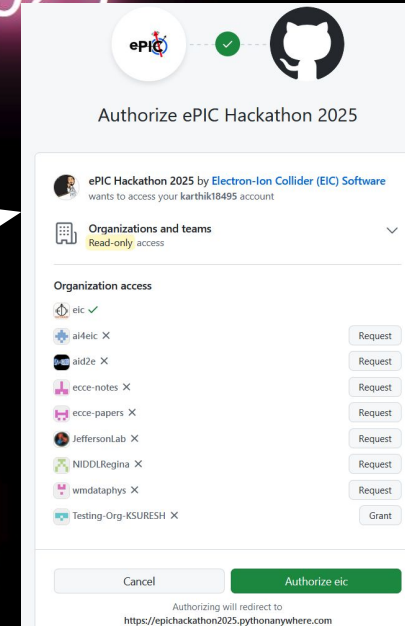 ePIC
Authorize ePIC Hackathon 2025
ePIC Hackathon 2025 by Electron-Ion Collider (EIC) Software
wants to access your karthik18495 account
Organizations and teams
Read-only access
Organization access
eic
ai4eic
Request
aid2e
Request
ecce-notes
Request
ecce-papers
Request
JeffersonLab
Request
NIDDLRegina
Request
wmdataphys
Request
Testing-Org-KSURESH
Grant
Cancel
Authorize eic
Authorizing will redirect to
https://epichackathon2025.pythonanywhere.com